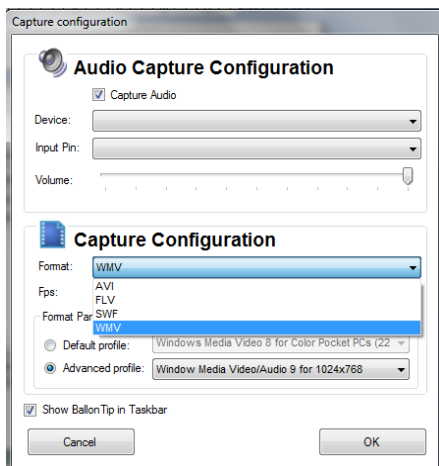 Capture configuration
Audio Capture Configuration
Capture Audio
Device:
Input Pin:
Volume:
Capture Configuration
Format: WMV
AVI
Fps:
FLV
Format Par SWF
WMV
Default profile: Windows Media Video 8 for Color Pocket PCs (22
Advanced profile: Window Media Video/Audio 9 for 1024x768
Show BallonTip in Taskbar
Cancel OK